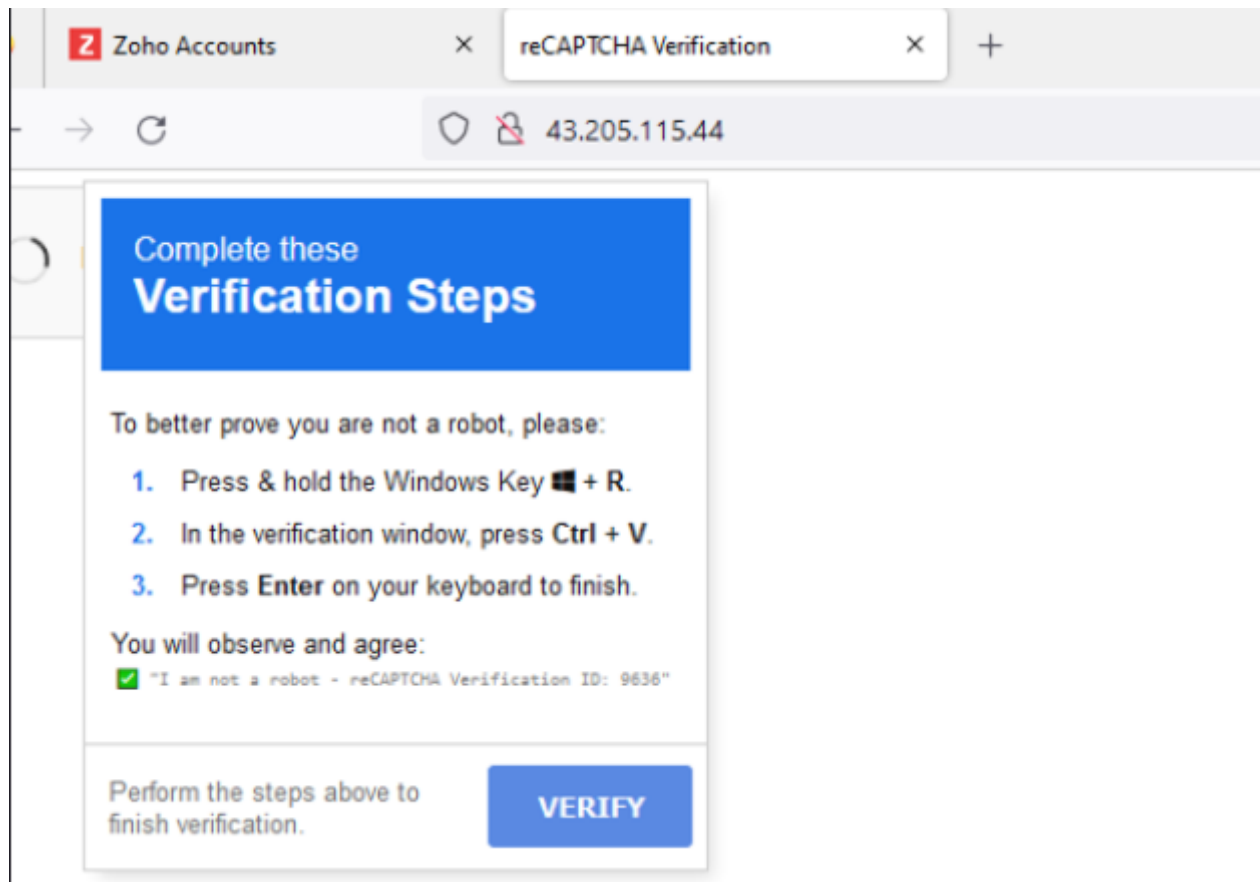 Zoho Accounts
reCAPTCHA Verification
43.205.115.44
Complete these
Verification Steps
To better prove you are not a robot, please:
1. Press & hold the Windows Key + R.
2. In the verification window, press Ctrl + V.
3. Press Enter on your keyboard to finish.
You will observe and agree:
✅ "I am not a robot - reCAPTCHA Verification ID: 9636"
Perform the steps above to
finish verification.
VERIFY